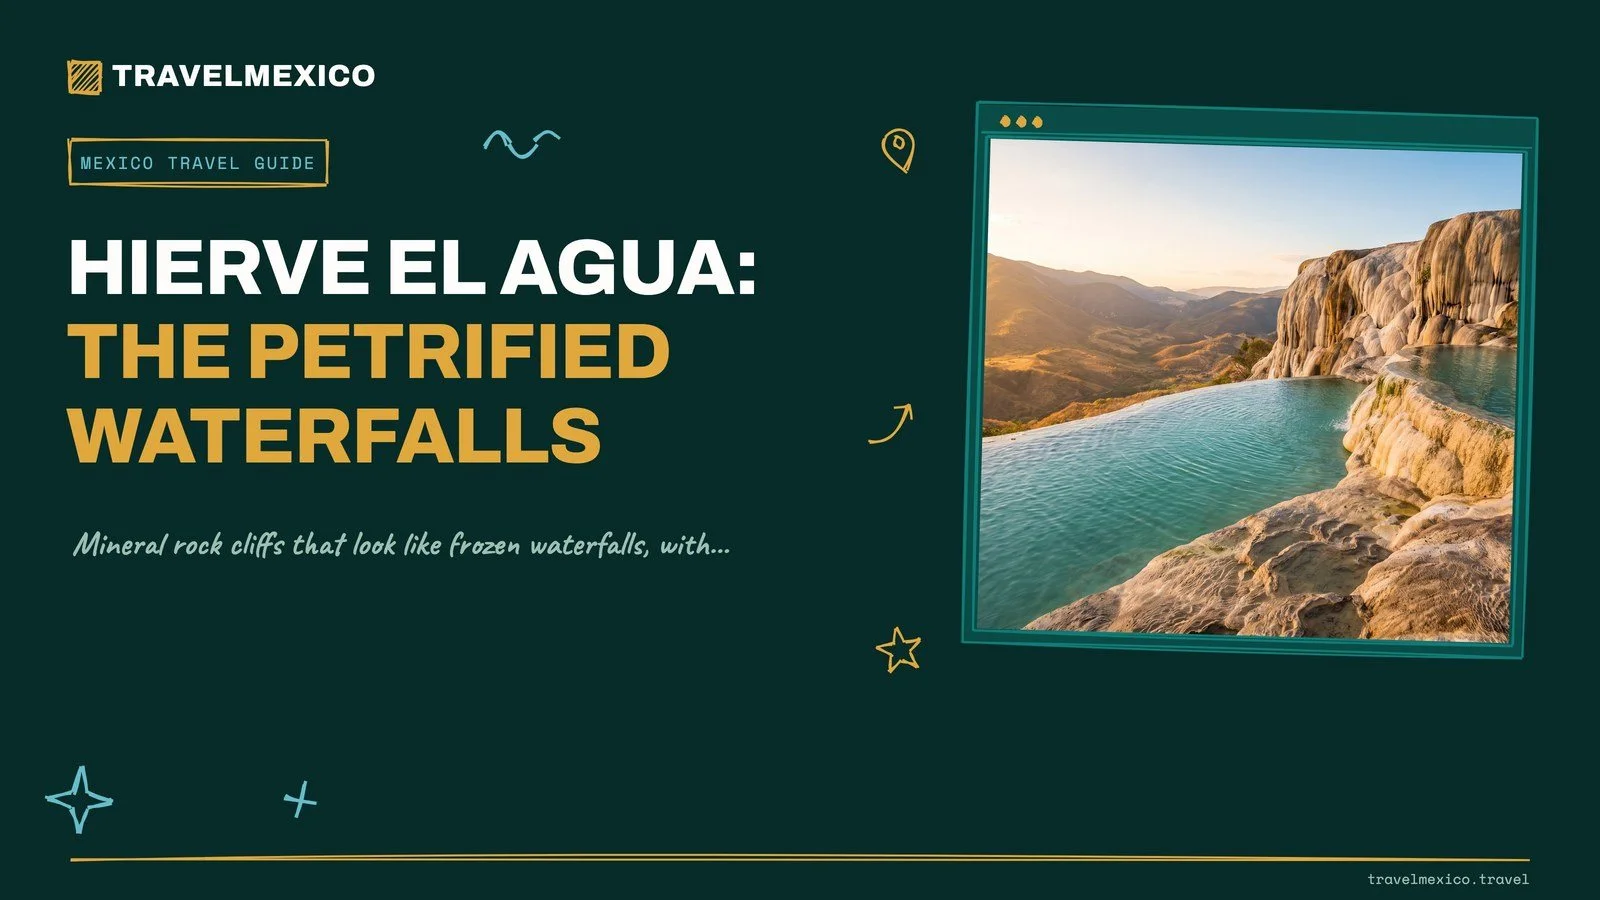 TRAVELMEXICO
MEXICO TRAVEL GUIDE
HIERVE EL AGUA:
THE PETRIFIED
WATERFALLS
Mineral rock cliffs that look like frozen waterfalls, with...
travelmexico.travel